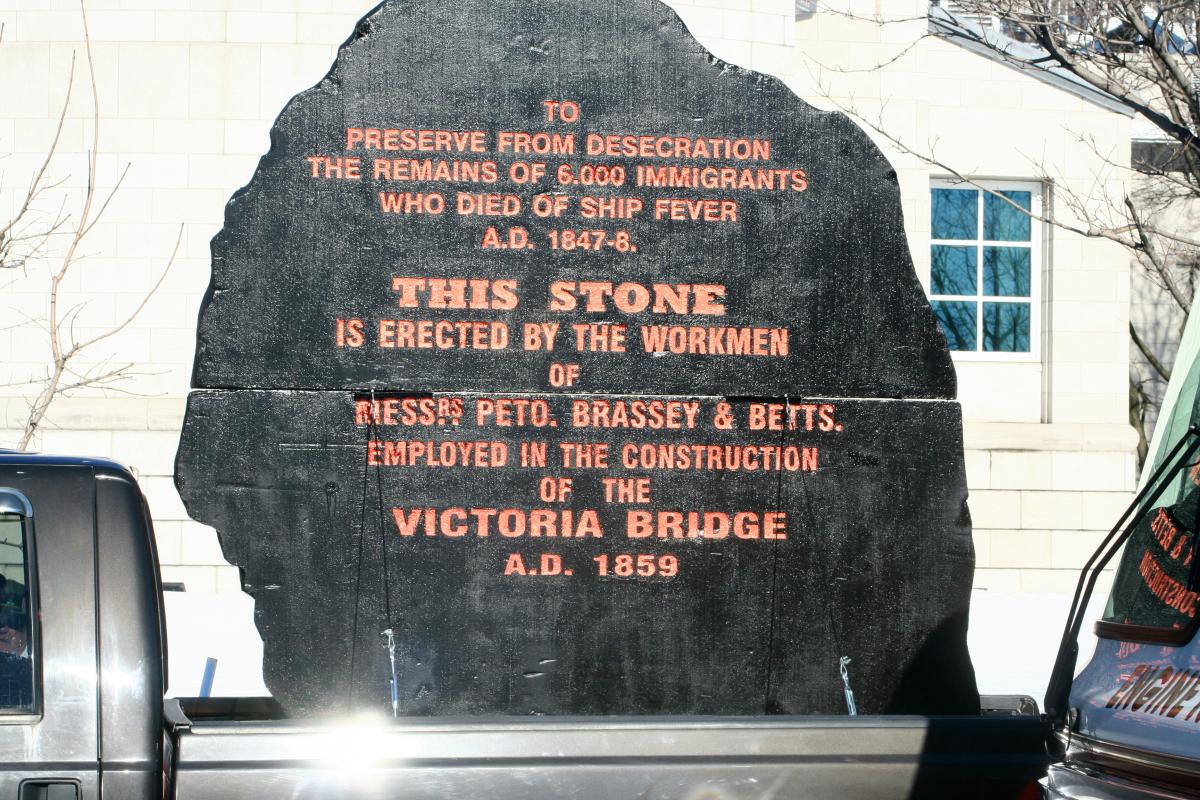 TO
PRESERVE FROM DESECRATION
THE REMAINS OF 6.000 IMMIGRANTS
WHO DIED OF SHIP FEVER
A.D. 1847-8.
THIS STONE
IS ERECTED BY THE WORKMEN
OF
MESSRS PETO. BRASSEY & BETTS.
EMPLOYED IN THE CONSTRUCTION
OF THE
VICTORIA BRIDGE
A.D. 1859
ENGINE